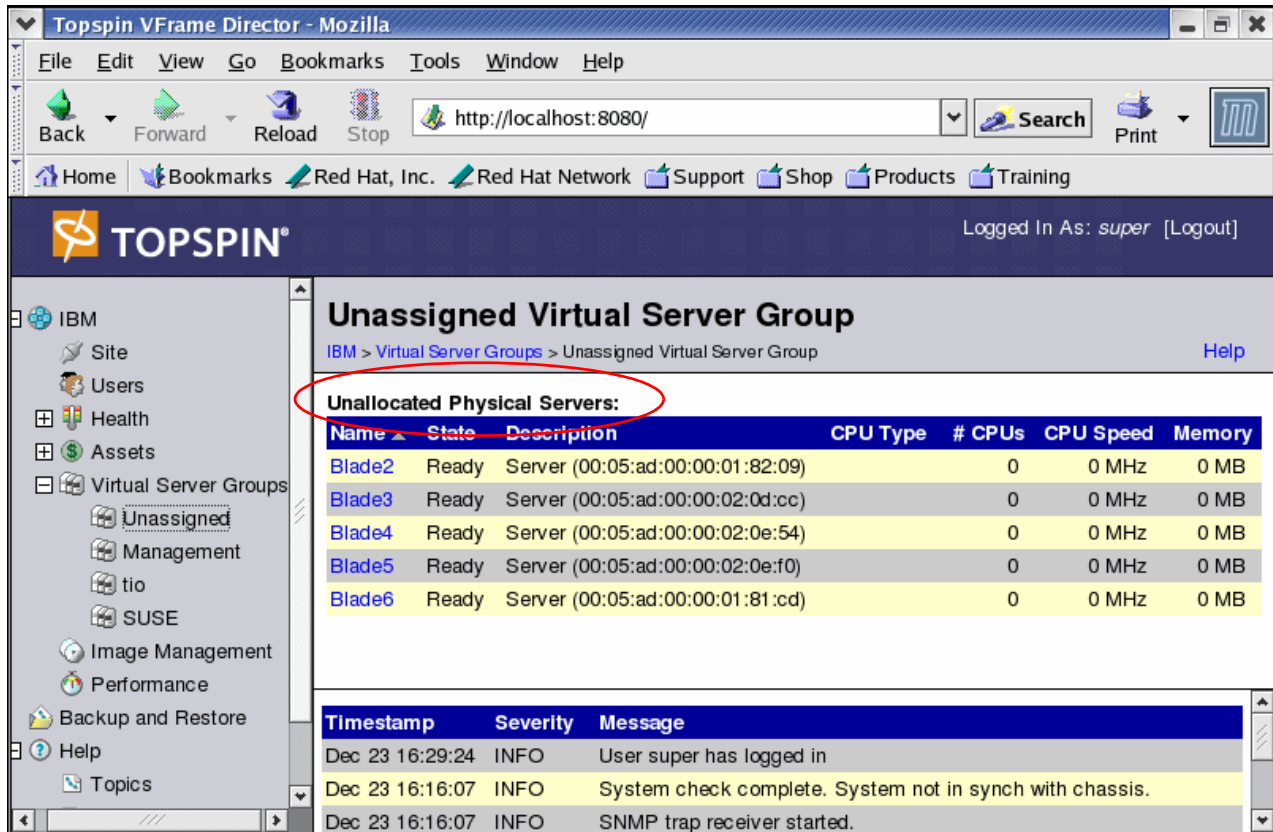 Topspin VFrame Director - Mozilla
File Edit View Go Bookmarks Tools Window Help
Back Forward Reload Stop http://localhost:8080/ Search Print
Home Bookmarks Red Hat, Inc. Red Hat Network Support Shop Products Training
TOPSPIN®
Logged In As: super [Logout]
IBM
Site
Users
Health
Assets
Virtual Server Groups
Unassigned
Management
tio
SUSE
Image Management
Performance
Backup and Restore
Help
Topics
Unassigned Virtual Server Group
IBM > Virtual Server Groups > Unassigned Virtual Server Group Help
Unallocated Physical Servers:
Name State Description CPU Type # CPUs CPU Speed Memory
Blade2 Ready Server (00:05:ad:00:00:01:82:09) 0 0 MHz 0 MB
Blade3 Ready Server (00:05:ad:00:00:02:0d:cc) 0 0 MHz 0 MB
Blade4 Ready Server (00:05:ad:00:00:02:0e:54) 0 0 MHz 0 MB
Blade5 Ready Server (00:05:ad:00:00:02:0e:f0) 0 0 MHz 0 MB
Blade6 Ready Server (00:05:ad:00:00:01:81:cd) 0 0 MHz 0 MB
Timestamp Severity Message
Dec 23 16:29:24 INFO User super has logged in
Dec 23 16:16:07 INFO System check complete. System not in synch with chassis.
Dec 23 16:16:07 INFO SNMP trap receiver started.